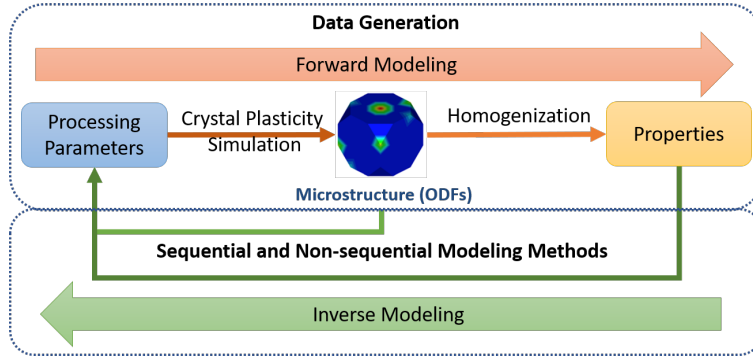 Data Generation
Forward Modeling
Processing
Parameters
Crystal Plasticity
Simulation
Homogenization
Properties
Microstructure (ODFs)
Sequential and Non-sequential Modeling Methods
Inverse Modeling